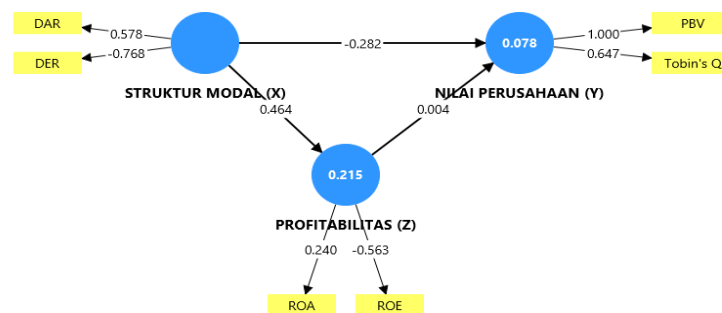 DAR
0.578
DER
-0.768
STRUKTUR MODAL (X)
-0.282
0.078
NILAI PERUSAHAAN (Y)
1.000
PBV
0.647
Tobin's Q
0.464
0.004
0.215
PROFITABILITAS (Z)
0.240
-0.563
ROA
ROE